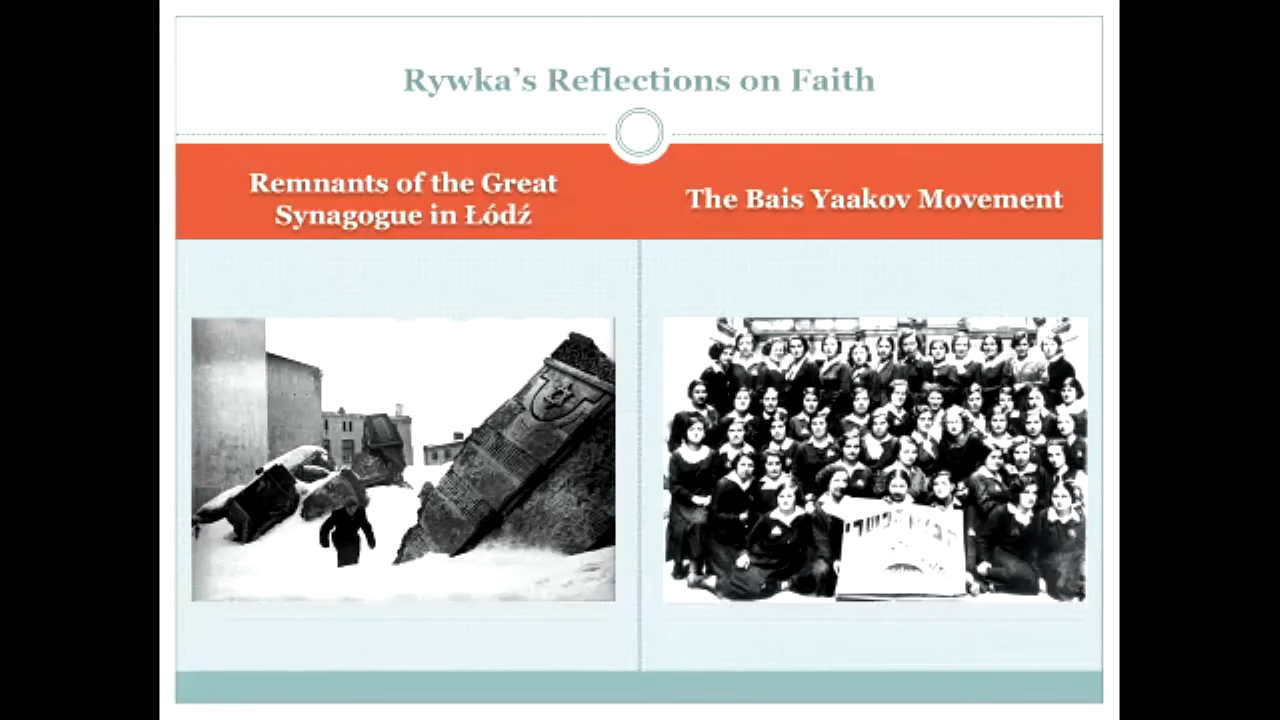 Rywka's Reflections on Faith
Remnants of the Great
Synagogue in Łódź
The Bais Yaakov Movement